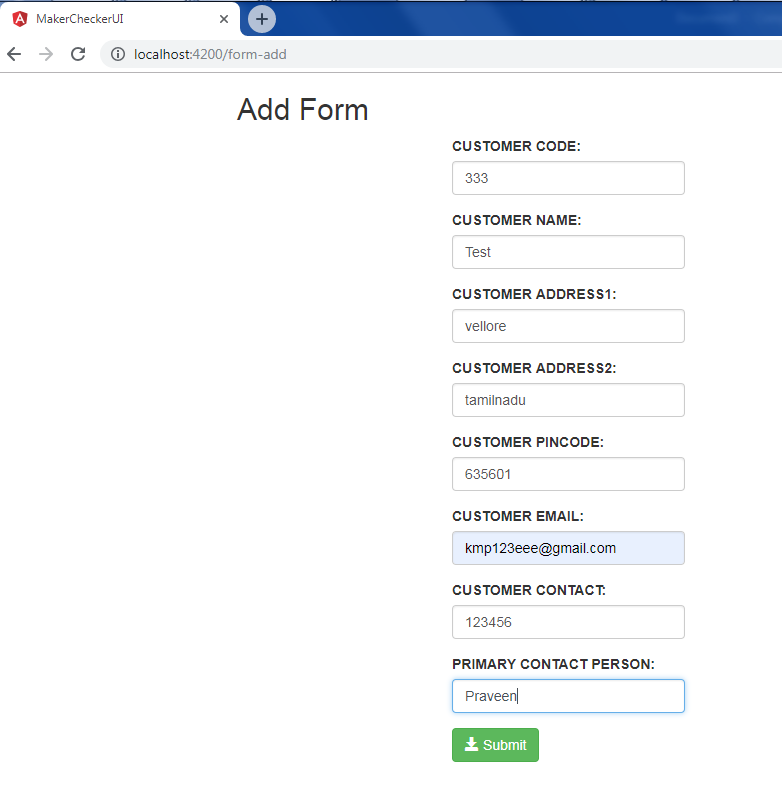 MakerCheckerUI
localhost:4200/form-add
Add Form
CUSTOMER CODE:
333
CUSTOMER NAME:
Test
CUSTOMER ADDRESS1:
vellore
CUSTOMER ADDRESS2:
tamilnadu
CUSTOMER PINCODE:
635601
CUSTOMER EMAIL:
kmp123eee@gmail.com
CUSTOMER CONTACT:
123456
PRIMARY CONTACT PERSON:
Praveen
Submit